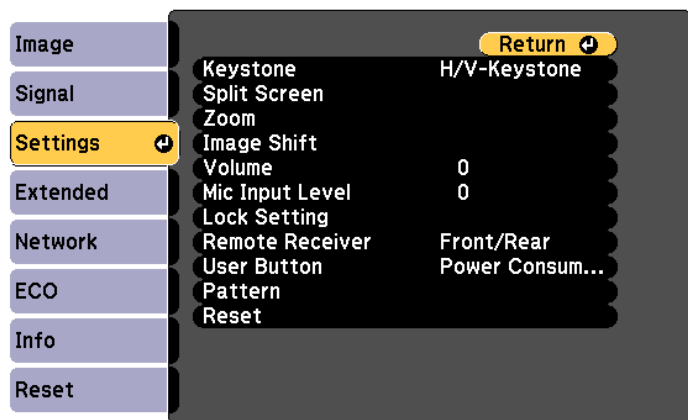 Image
Signal
Settings
Extended
Network
ECO
Info
Reset
Return
Keystone H/V-Keystone
Split Screen
Zoom
Image Shift
Volume 0
Mic Input Level 0
Lock Setting
Remote Receiver Front/Rear
User Button Power Consum...
Pattern
Reset